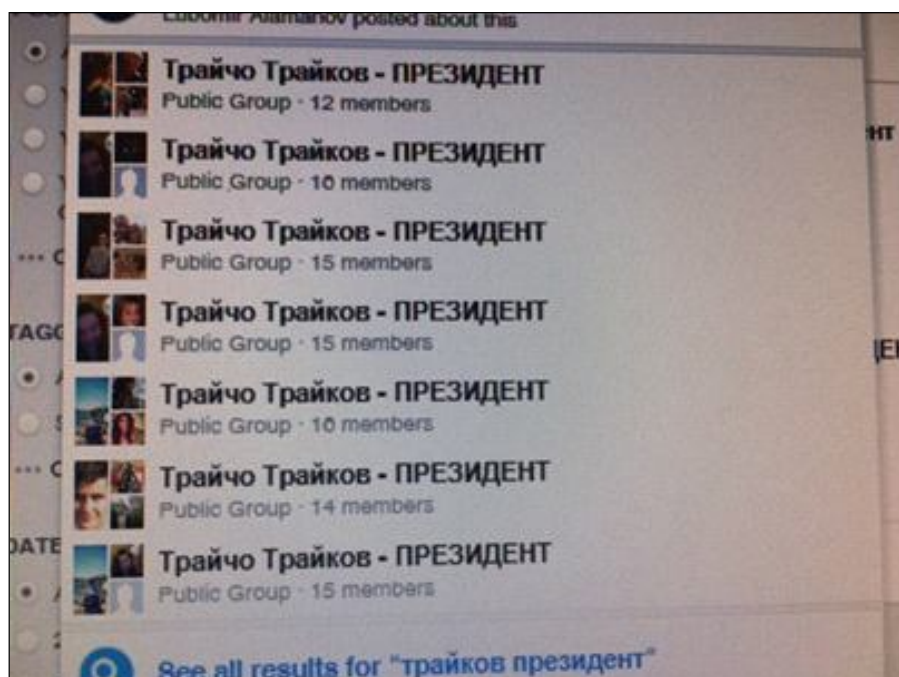 Lubomir Alamanov posted about this
Трайчо Трайков - ПРЕЗИДЕНТ
Public Group · 12 members
Трайчо Трайков - ПРЕЗИДЕНТ
Public Group · 10 members
Трайчо Трайков - ПРЕЗИДЕНТ
Public Group · 15 members
Трайчо Трайков - ПРЕЗИДЕНТ
Public Group · 15 members
Трайчо Трайков - ПРЕЗИДЕНТ
Public Group · 10 members
Трайчо Трайков - ПРЕЗИДЕНТ
Public Group · 14 members
Трайчо Трайков - ПРЕЗИДЕНТ
Public Group · 15 members
DATE
See all results for "трайков президент"